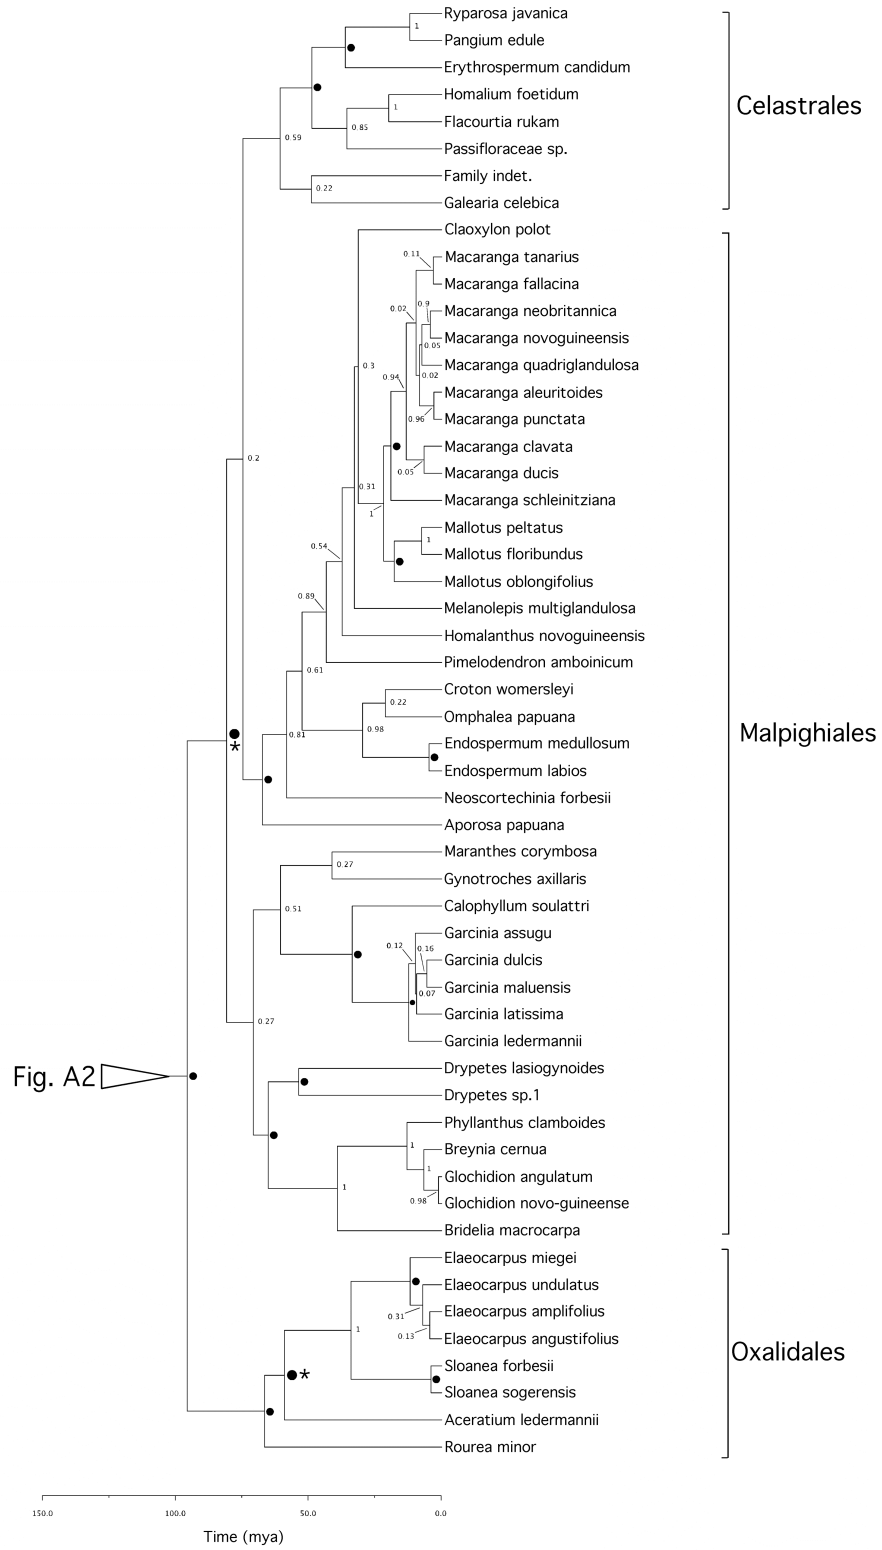 Ryparosa javanica
1
Pangium edule
Erythrospermum candidum
Homalium foetidum
1
Celastrales
Flacourtia rukam
0.85
0.59
Passifloraceae sp.
Family indet.
0.22
Galearia celebica
Claoxylon polot
0.11
Macaranga tanarius
Macaranga fallacina
0.9
0.02
Macaranga neobritannica
Macaranga novoguineensis
0.05
0.3
Macaranga quadriglandulosa
0.02
0.94
Macaranga aleuritoides
0.96
Macaranga punctata
Macaranga clavata
0.2
0.05
Macaranga ducis
0.31
Macaranga schleinitziana
1
Mallotus peltatus
1
0.54
Mallotus floribundus
Mallotus oblongifolius
0.89
Melanolepis multiglandulosa
Homalanthus novoguineensis
Pimelodendron amboinicum
0.61
Croton womersleyi
0.22
Omphalea papuana
0.98
0.81
Malpighiales
*
Endospermum medullosum
Endospermum labios
Neoscortechinia forbesii
Aporosa papuana
Maranthes corymbosa
0.27
Gynotroches axillaris
0.51
Calophyllum soulattri
Garcinia assugu
0.12
0.16
Garcinia dulcis
Garcinia maluensis
0.07
Garcinia latissima
0.27
Garcinia ledermannii
Drypetes lasiogynoides
Fig. A2
Drypetes sp.1
Phyllanthus clamboides
1
Breynia cernua
1
Glochidion angulatum
1
0.98
Glochidion novo-guineense
Bridelia macrocarpa
Elaeocarpus miegei
Elaeocarpus undulatus
0.31
Elaeocarpus amplifolius
1
0.13
Elaeocarpus angustifolius
Oxalidales
Sloanea forbesii
*
Sloanea sogerensis
Aceratium ledermannii
Rourea minor
150.0 100.0 50.0 0.0
Time (mya)